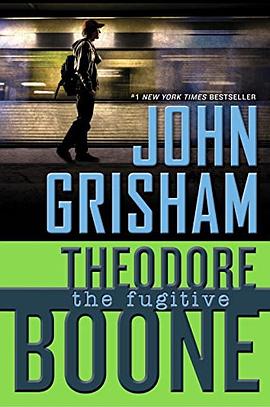 #1 NEW YORK TIMES BESTSELLER
JOHN
GRISHAM
THEODORE
the fugitive
BOONE